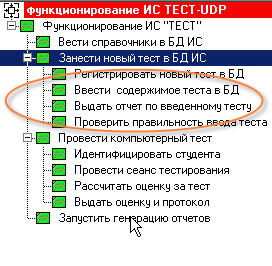 Функционирование ИС ТЕСТ-UDP
Функционирование ИС "ТЕСТ"
Вести справочники в БД ИС
Занести новый тест в БД ИС
Регистрировать новый тест в БД
Ввести содержимое теста в БД
Выдать отчет по введенному тесту
Проверить правильность ввода теста
Провести компьютерный тест
Идентифицировать студента
Провести сеанс тестирования
Рассчитать оценку за тест
Выдать оценку и протокол
Запустить генерацию отчетов